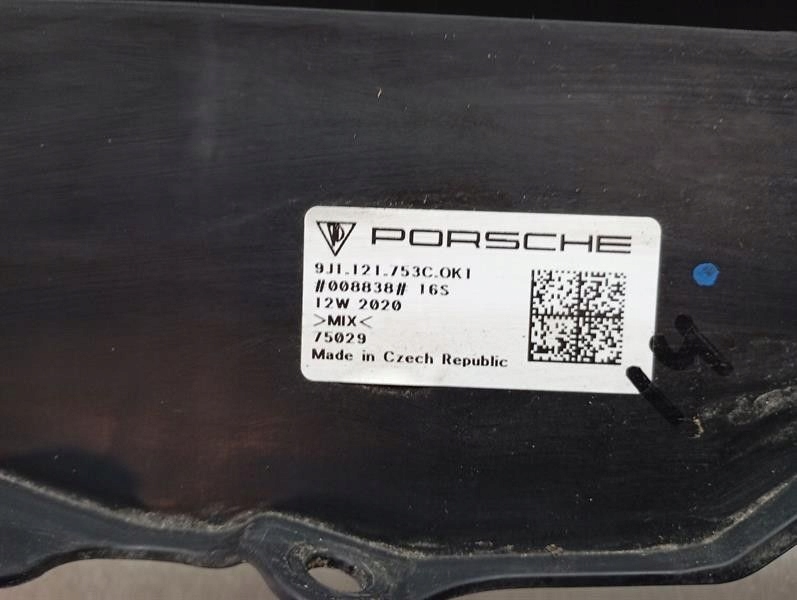 PORSCHE
9J1.121.753C.OK1
#008838# 16S
12W 2020
>MIX<
75029
Made in Czech Republic